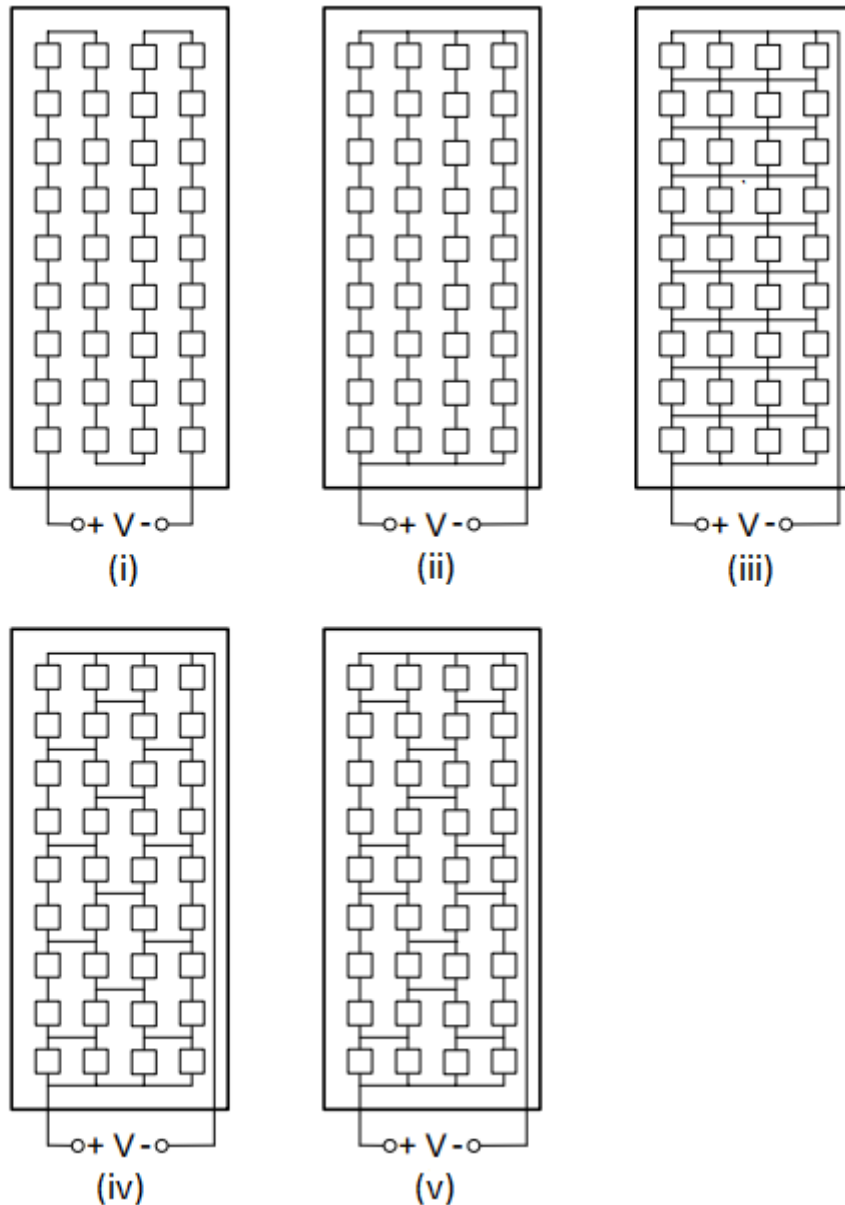 + V - + V - + V -
(i) (ii) (iii)
+ V - + V -
(iv) (v)